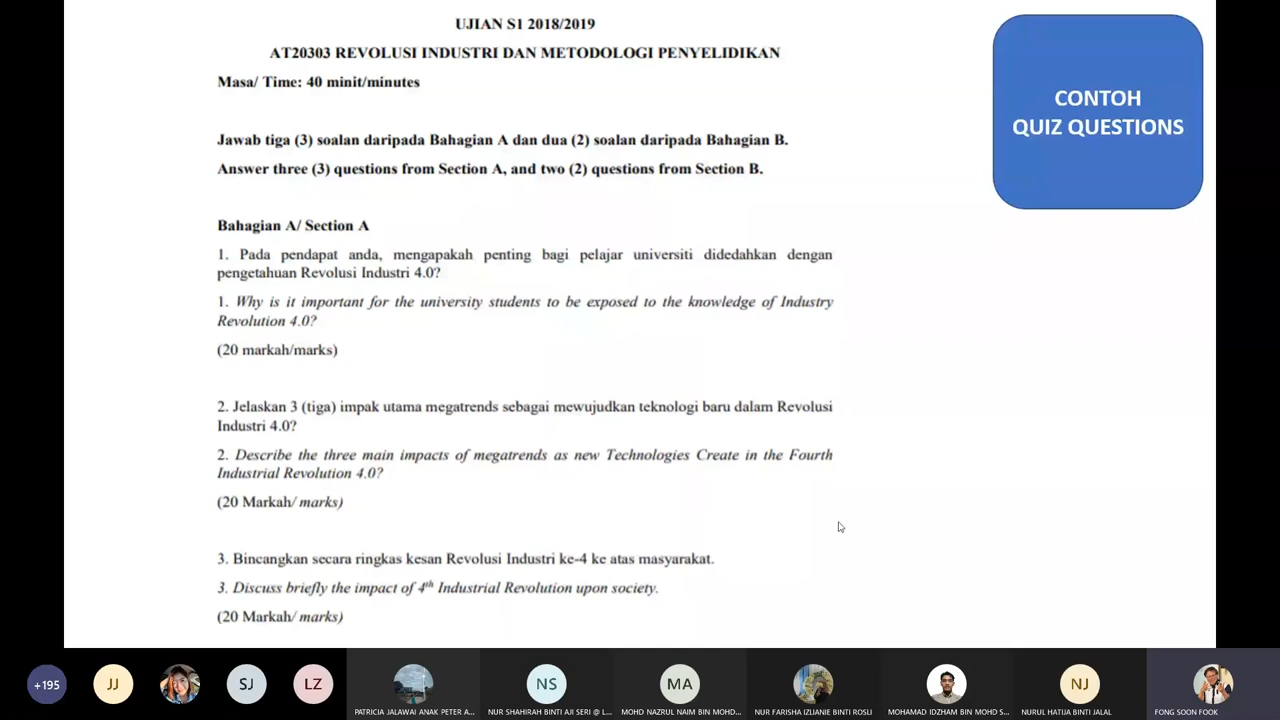 UJIAN S1 2018/2019
AT20303 REVOLUSI INDUSTRI DAN METODOLOGI PENYELIDIKAN
Masa/ Time: 40 minit/minutes
Jawab tiga (3) soalan daripada Bahagian A dan dua (2) soalan daripada Bahagian B.
Answer three (3) questions from Section A, and two (2) questions from Section B.
Bahagian A/ Section A
1. Pada pendapat anda, mengapakah penting bagi pelajar universiti didedahkan dengan
pengetahuan Revolusi Industri 4.0?
1. Why is it important for the university students to be exposed to the knowledge of Industry
Revolution 4.0?
(20 markah/marks)
2. Jelaskan 3 (tiga) impak utama megatrends sebagai mewujudkan teknologi baru dalam Revolusi
Industri 4.0?
2. Describe the three main impacts of megatrends as new Technologies Create in the Fourth
Industrial Revolution 4.0?
(20 Markah/ marks)
3. Bincangkan secara ringkas kesan Revolusi Industri ke-4 ke atas masyarakat.
3. Discuss briefly the impact of 4th Industrial Revolution upon society.
(20 Markah/ marks)
CONTOH
QUIZ QUESTIONS
+195
JJ
SJ
LZ
NS
MA
NJ
PATRICIA JALAWAI ANAK PETER A...
NUR SHAHIRAH BINTI AJI SERI @ L...
MOHD NAZRUL NAIM BIN MOHD...
NUR FARISHA IZLIANIE BINTI ROSLI
MOHAMAD IDZHAM BIN MOHD S...
NURUL HATIJA BINTI JALAL
FONG SOON FOOK